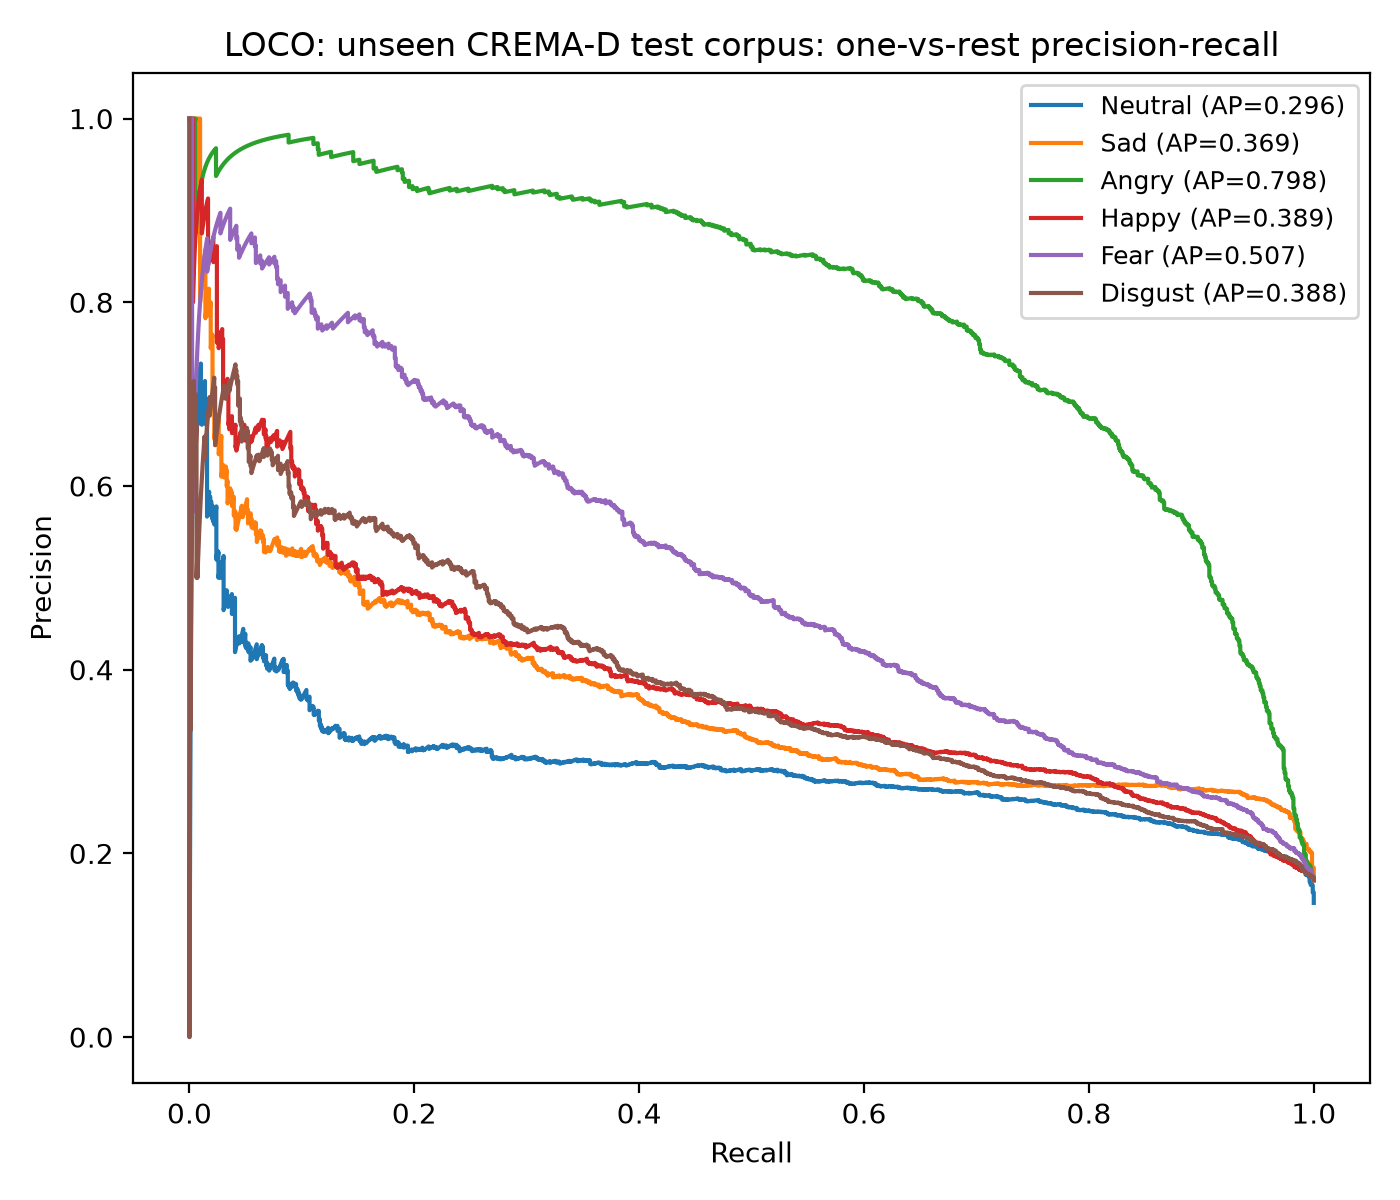 LOCO: unseen CREMA-D test corpus: one-vs-rest precision-recall
Neutral (AP=0.296)
Sad (AP=0.369)
Angry (AP=0.798)
Happy (AP=0.389)
Fear (AP=0.507)
Disgust (AP=0.388)
Precision
1.0
0.8
0.6
0.4
0.2
0.0
0.0 0.2 0.4 0.6 0.8 1.0
Recall